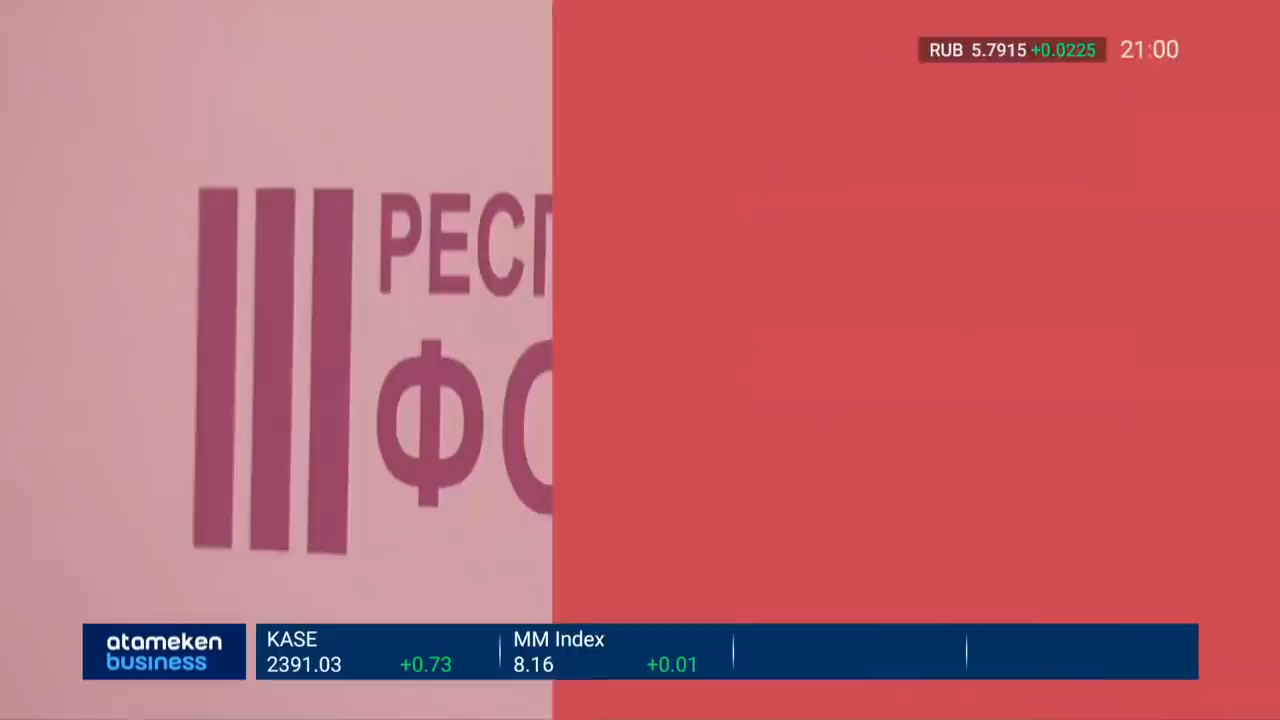 RUB 5.7915 +0.0225 21:00
III РЕСП
ФО
atameken
business
KASE
2391.03 +0.73
MM Index
8.16 +0.01